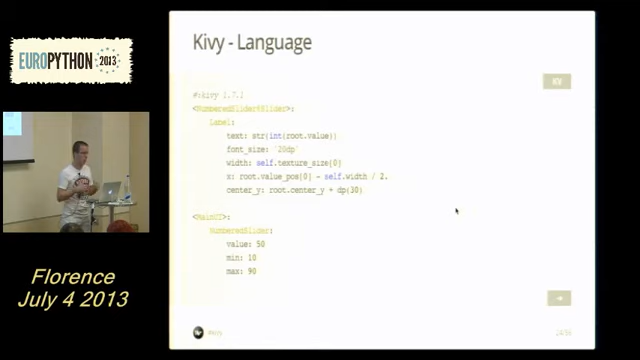 EUROPYTHON 2013
Florence
July 4 2013
Kivy - Language
KV
#:kivy 1.7.1
<NumberedSlider@Slider>:
Label:
text: str(int(root.value))
font_size: '20dp'
width: self.texture_size[0]
x: root.value_pos[0] - self.width / 2.
center_y: root.center_y + dp(30)
<MainUI>:
NumberedSlider:
value: 50
min: 10
max: 90
Kivy